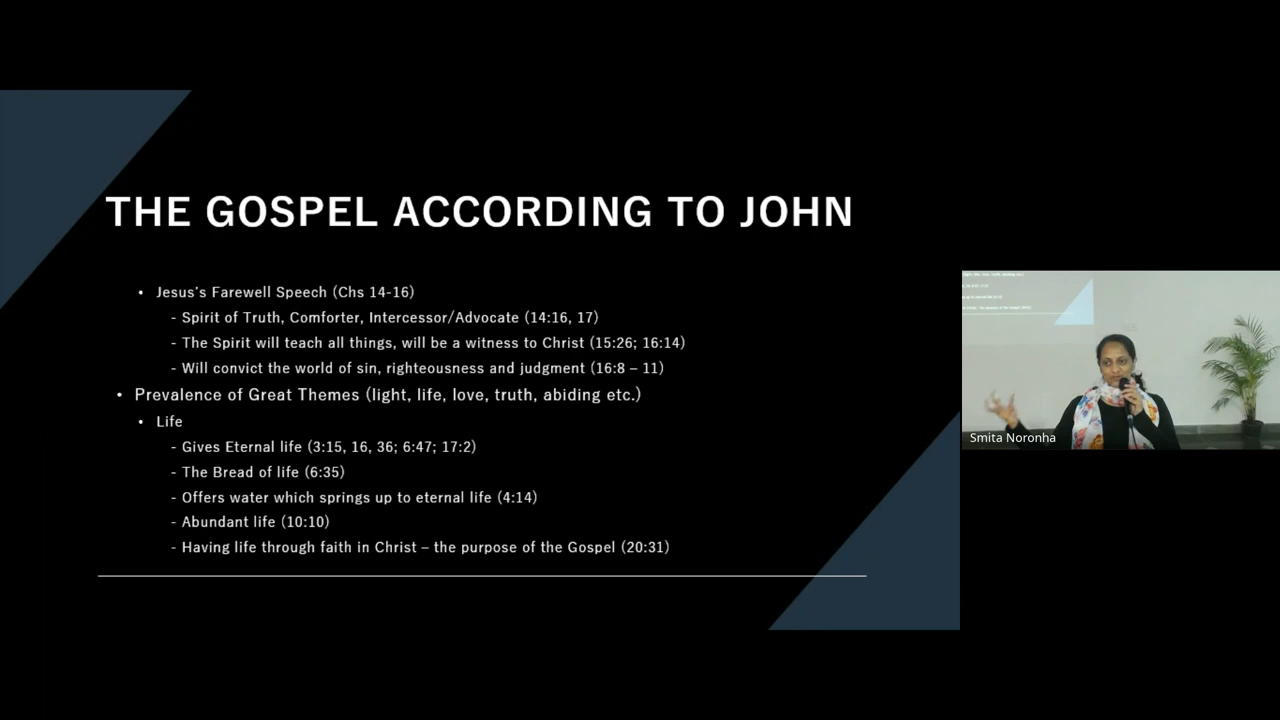 THE GOSPEL ACCORDING TO JOHN
• Jesus's Farewell Speech (Chs 14-16)
- Spirit of Truth, Comforter, Intercessor/Advocate (14:16, 17)
- The Spirit will teach all things, will be a witness to Christ (15:26; 16:14)
- Will convict the world of sin, righteousness and judgment (16:8 – 11)
• Prevalence of Great Themes (light, life, love, truth, abiding etc.)
• Life
- Gives Eternal life (3:15, 16, 36; 6:47; 17:2)
- The Bread of life (6:35)
- Offers water which springs up to eternal life (4:14)
- Abundant life (10:10)
- Having life through faith in Christ – the purpose of the Gospel (20:31)
Smita Noronha